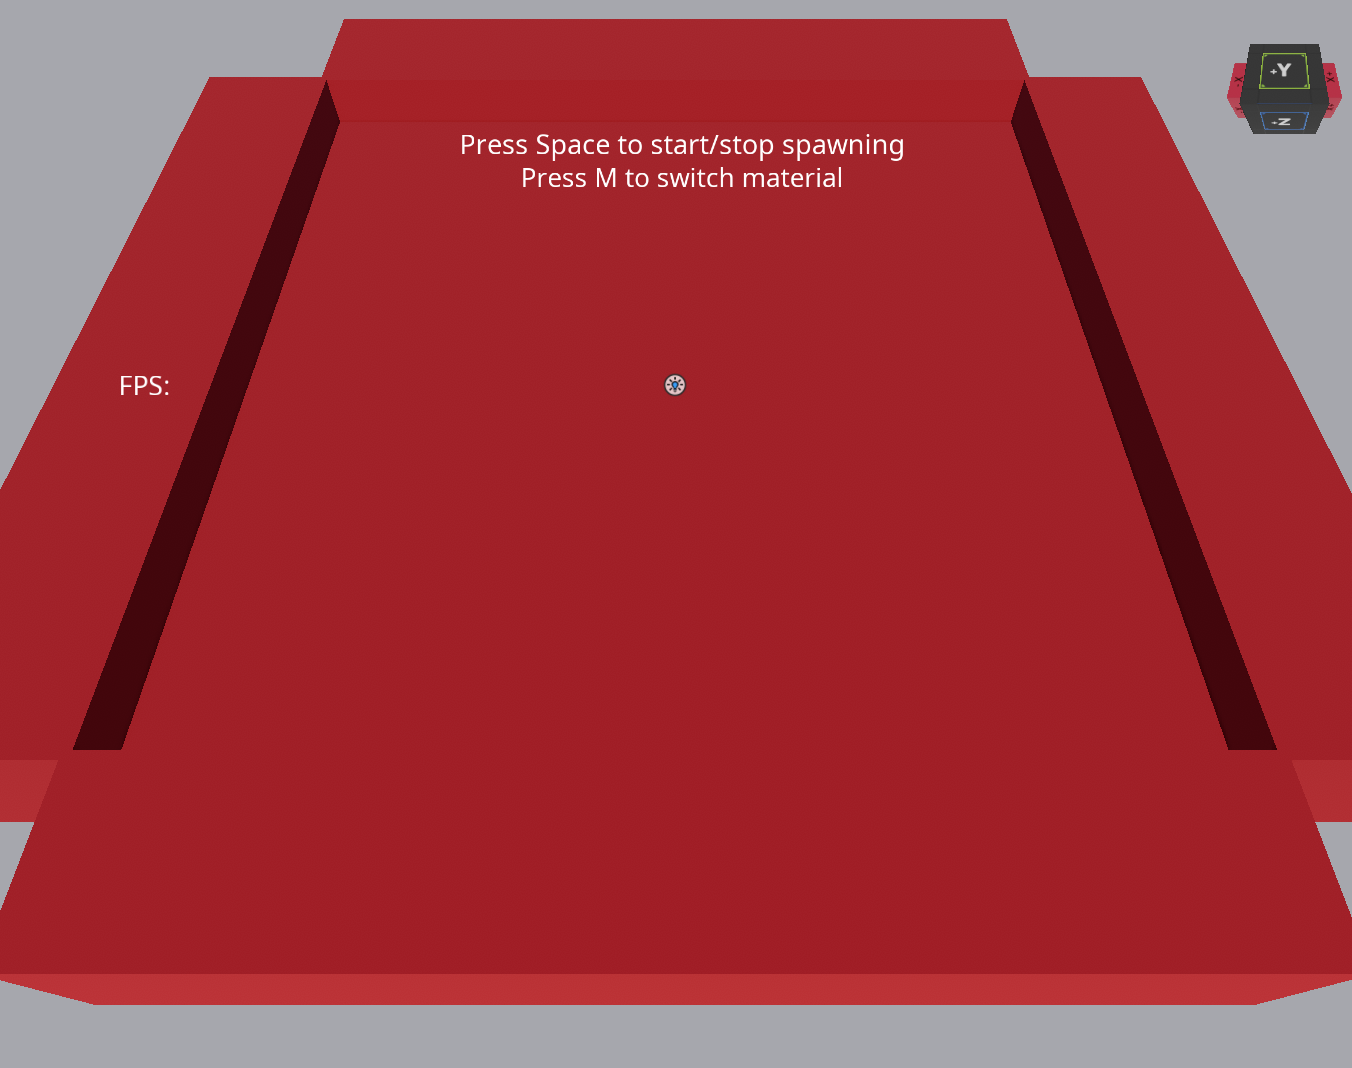 +Y
-X
X+
+Z
Press Space to start/stop spawning
Press M to switch material
FPS: